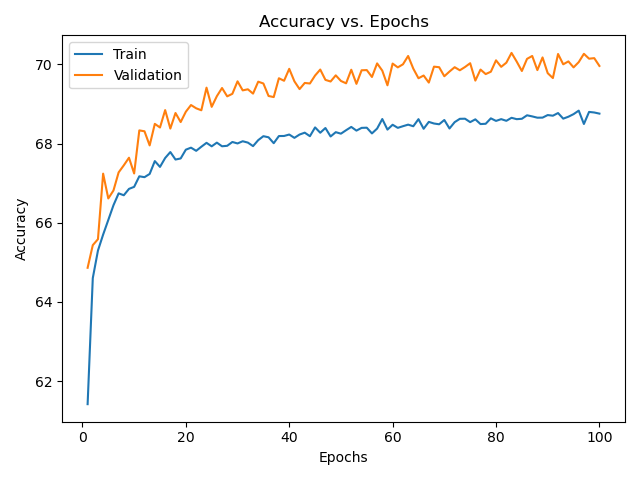 Accuracy vs. Epochs
Train
Validation
Accuracy
70
68
66
64
62
0 20 40 60 80 100
Epochs